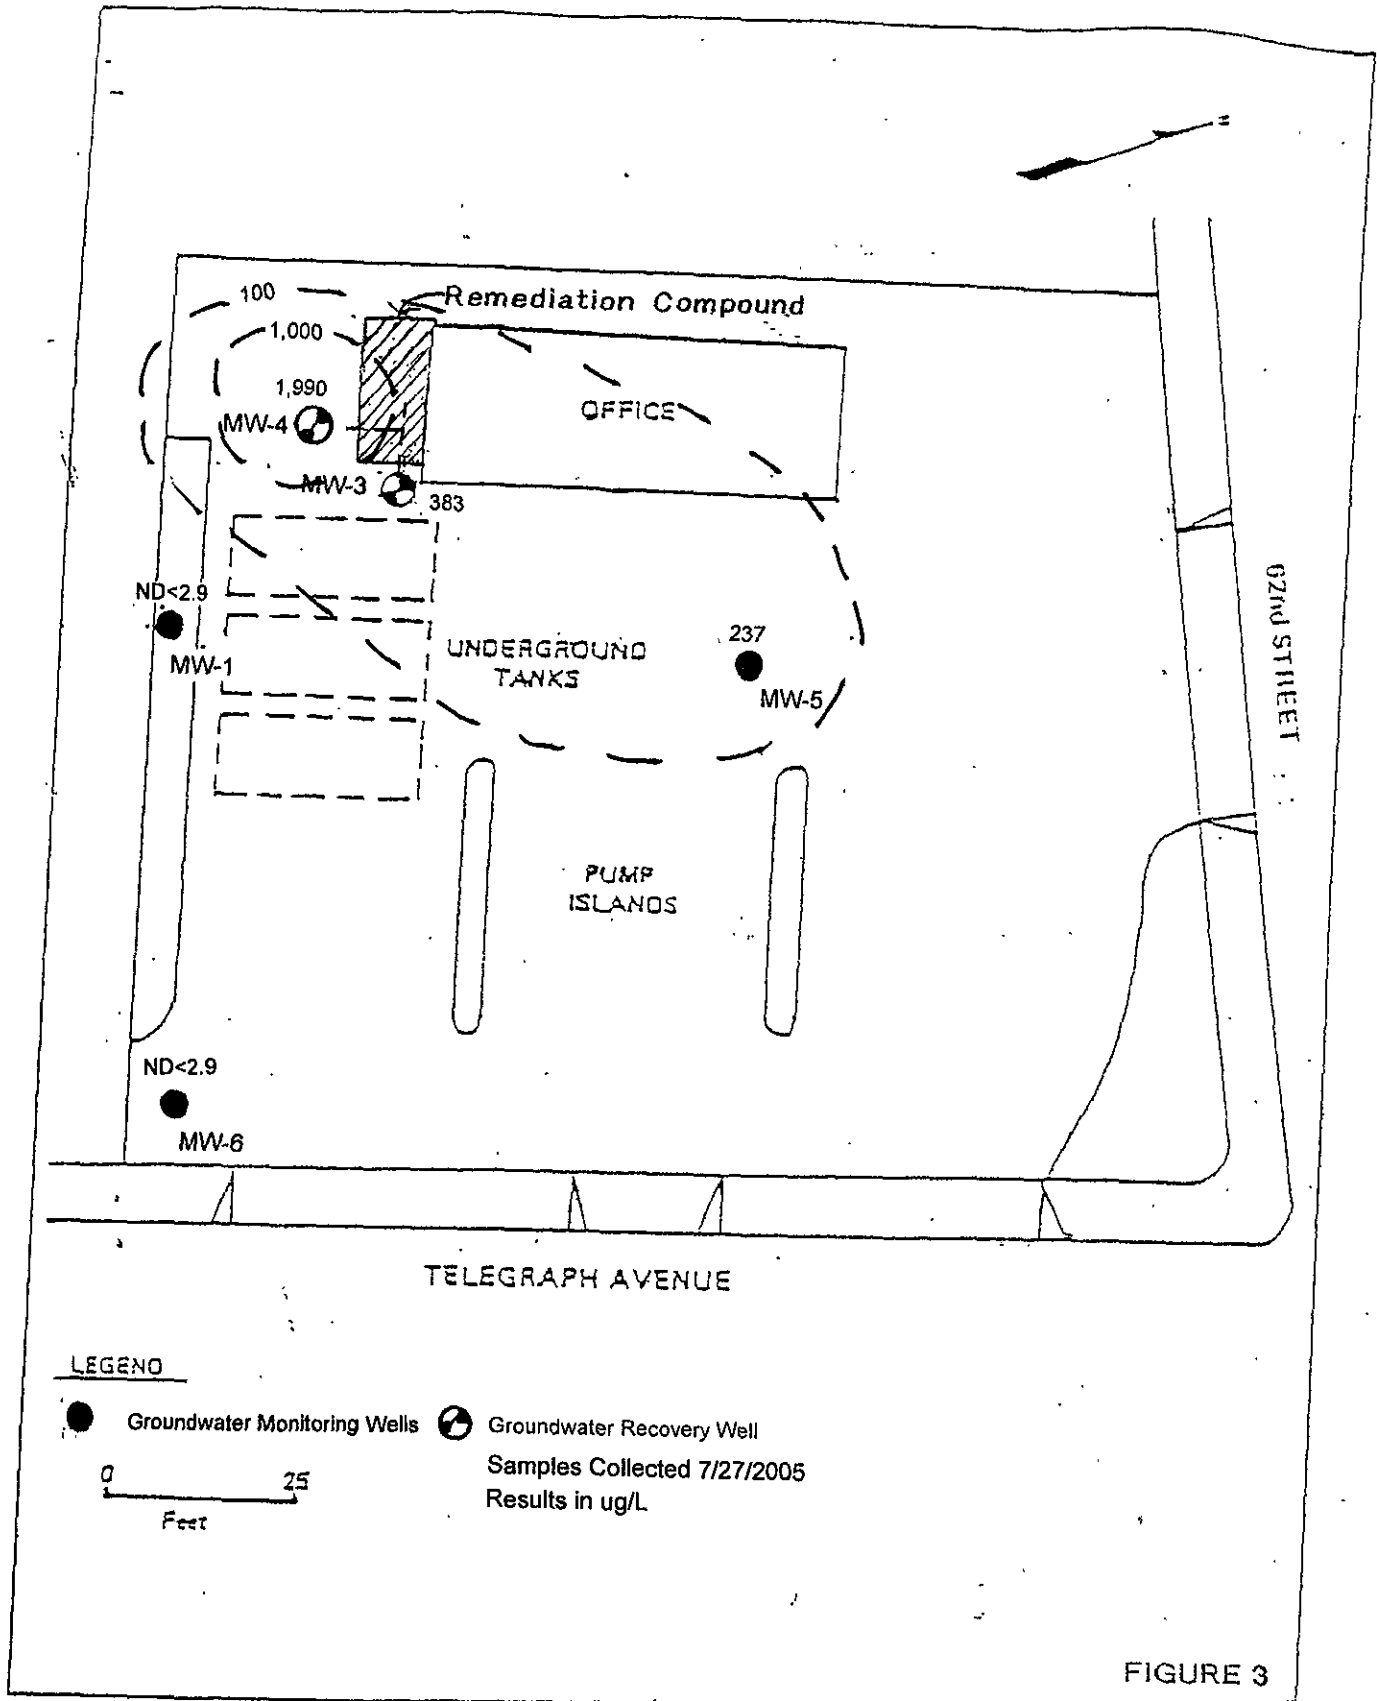 100
Remediation Compound
1,000
1,990
MW-4
OFFICE
MW-3
383
ND<2.9
MW-1
UNDERGROUND
TANKS
237
MW-5
62nd STREET
PUMP
ISLANDS
ND<2.9
MW-6
TELEGRAPH AVENUE
LEGEND
Groundwater Monitoring Wells
Groundwater Recovery Well
Samples Collected 7/27/2005
Results in ug/L
0 25
Feet
FIGURE 3